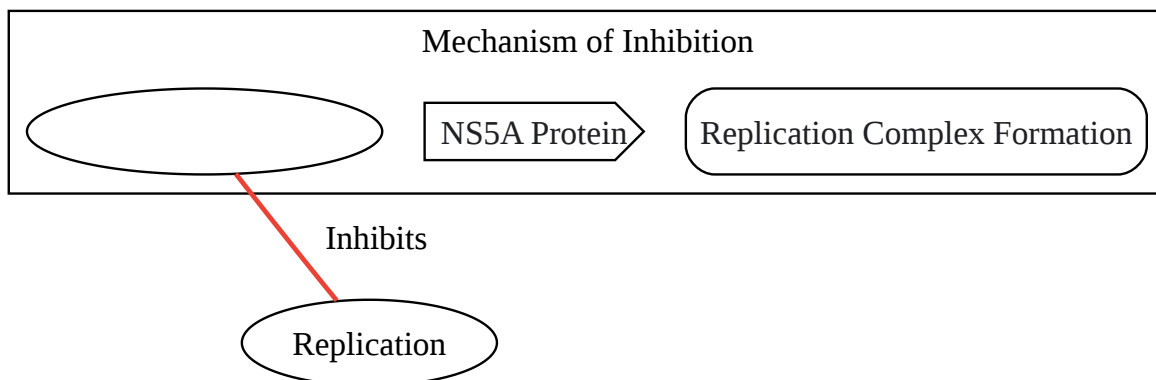 Mechanism of Inhibition
NS5A Protein
Replication Complex Formation
Inhibits
Replication